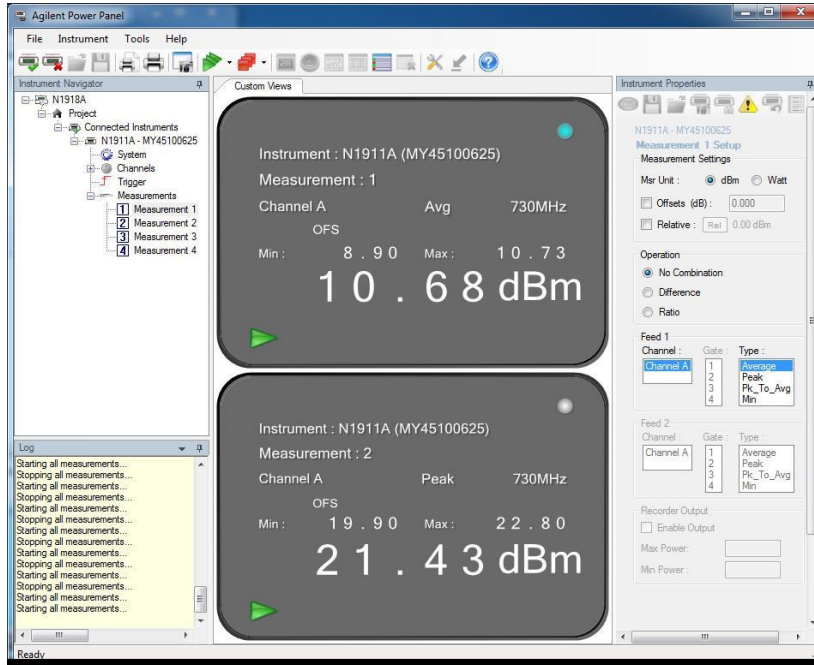 Agilent Power Panel
File Instrument Tools Help
Instrument Navigator
N1918A
Project
Connected Instruments
N1911A - MY45100625
System
Channels
Trigger
Measurements
1 Measurement 1
2 Measurement 2
3 Measurement 3
4 Measurement 4
Log
Starting all measurements...
Stopping all measurements...
Starting all measurements...
Stopping all measurements...
Starting all measurements...
Stopping all measurements...
Starting all measurements...
Stopping all measurements...
Starting all measurements...
Stopping all measurements...
Starting all measurements...
Stopping all measurements...
Starting all measurements...
Starting all measurements...
Custom Views
Instrument : N1911A (MY45100625)
Measurement : 1
Channel A Avg 730MHz
OFS
Min : 8.90 Max : 10.73
10.68 dBm
Instrument : N1911A (MY45100625)
Measurement : 2
Channel A Peak 730MHz
OFS
Min : 19.90 Max : 22.80
21.43 dBm
Instrument Properties
N1911A - MY45100625
Measurement 1 Setup
Measurement Settings
Msr Unit : dBm Watt
Offsets (dB) : 0.000
Relative : Rel 0.00 dBm
Operation
No Combination
Difference
Ratio
Feed 1
Channel : Gate : Type :
Channel A 1 Average
2 Peak
3 Pk_To_Avg
4 Min
Feed 2
Channel : Gate : Type :
Channel A 1 Average
2 Peak
3 Pk_To_Avg
4 Min
Recorder Output
Enable Output
Max Power:
Min Power :
Ready